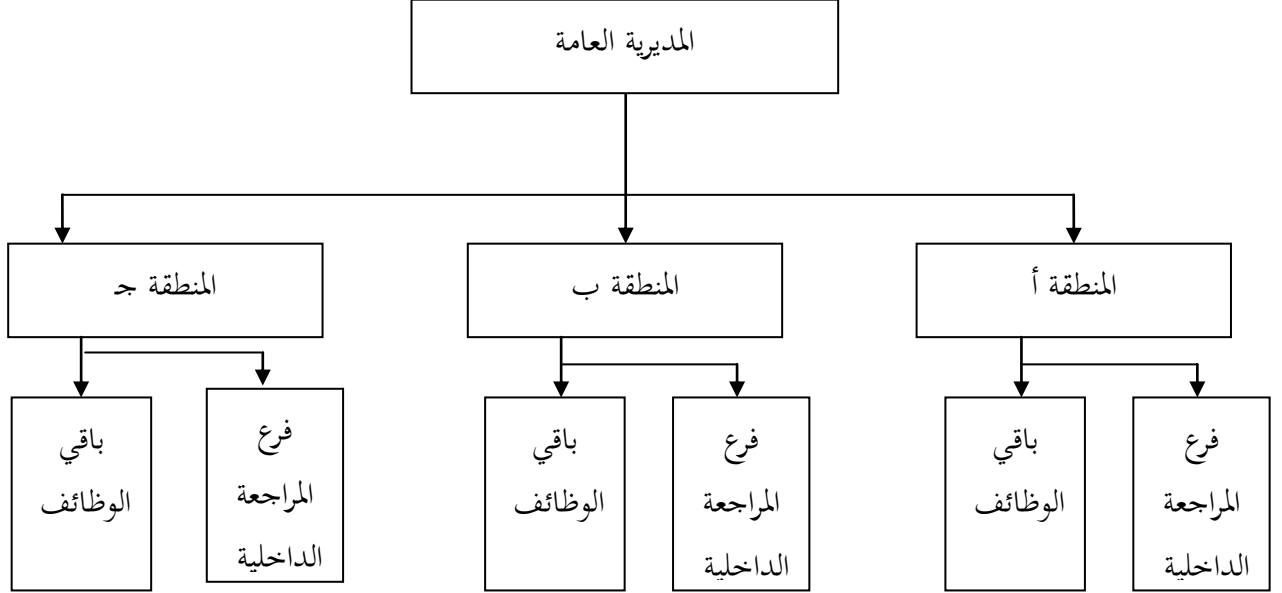 المديرية العامة
المنطقة أ
المنطقة ب
المنطقة جـ
فرع
المراجعة
الداخلية
باقي
الوظائف
فرع
المراجعة
الداخلية
باقي
الوظائف
فرع
المراجعة
الداخلية
باقي
الوظائف